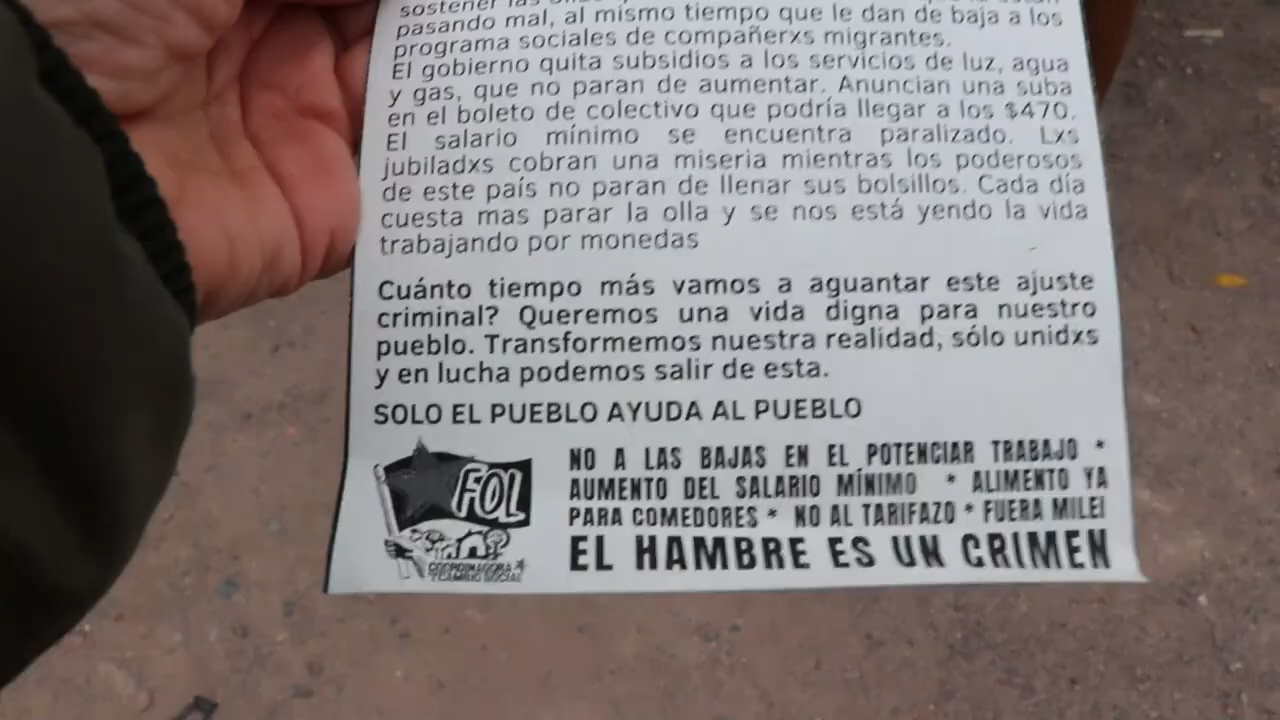 sostener las
pasando mal, al mismo tiempo que le dan de baja a los
programa sociales de compañerxs migrantes.
El gobierno quita subsidios a los servicios de luz, agua
y gas, que no paran de aumentar. Anuncian una suba
en el boleto de colectivo que podría llegar a los $470.
El salario mínimo se encuentra paralizado. Lxs
jubiladxs cobran una miseria mientras los poderosos
de este país no paran de llenar sus bolsillos. Cada día
cuesta mas parar la olla y se nos está yendo la vida
trabajando por monedas
Cuánto tiempo más vamos a aguantar este ajuste
criminal? Queremos una vida digna para nuestro
pueblo. Transformemos nuestra realidad, sólo unidxs
y en lucha podemos salir de esta.
SOLO EL PUEBLO AYUDA AL PUEBLO
FOL
COORDINADORA
Y CAMBIO SOCIAL
NO A LAS BAJAS EN EL POTENCIAR TRABAJO *
AUMENTO DEL SALARIO MÍNIMO * ALIMENTO YA
PARA COMEDORES * NO AL TARIFAZO * FUERA MILEI
EL HAMBRE ES UN CRIMEN